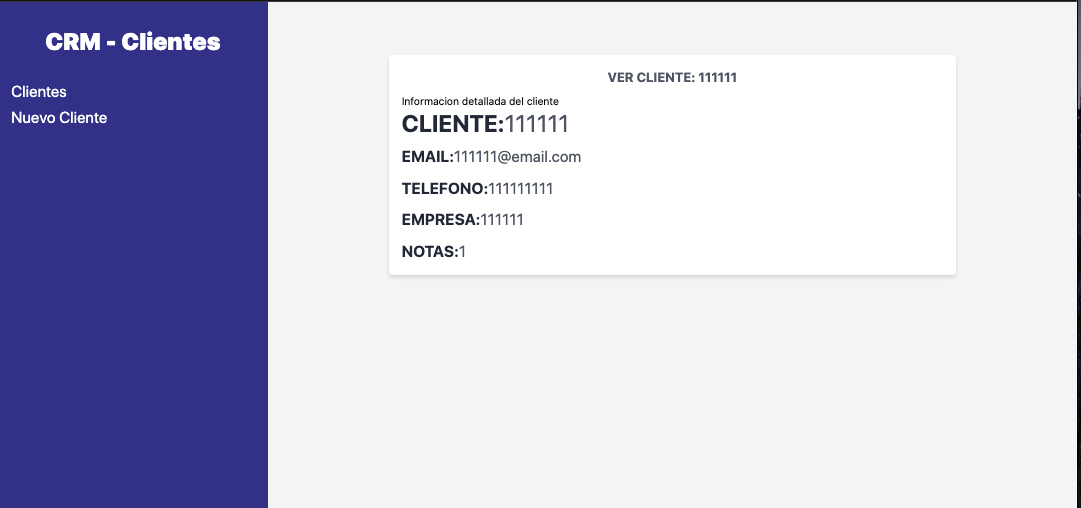 CRM - Clientes
Clientes
Nuevo Cliente
VER CLIENTE: 111111
Informacion detallada del cliente
CLIENTE:111111
EMAIL:111111@email.com
TELEFONO:111111111
EMPRESA:111111
NOTAS:1